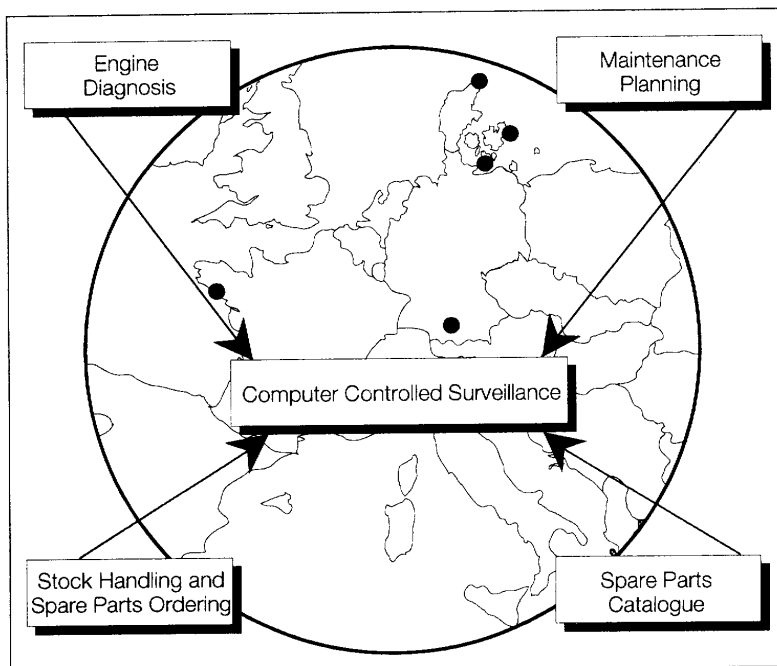 Engine
Diagnosis
Maintenance
Planning
Computer Controlled Surveillance
Stock Handling and
Spare Parts Ordering
Spare Parts
Catalogue